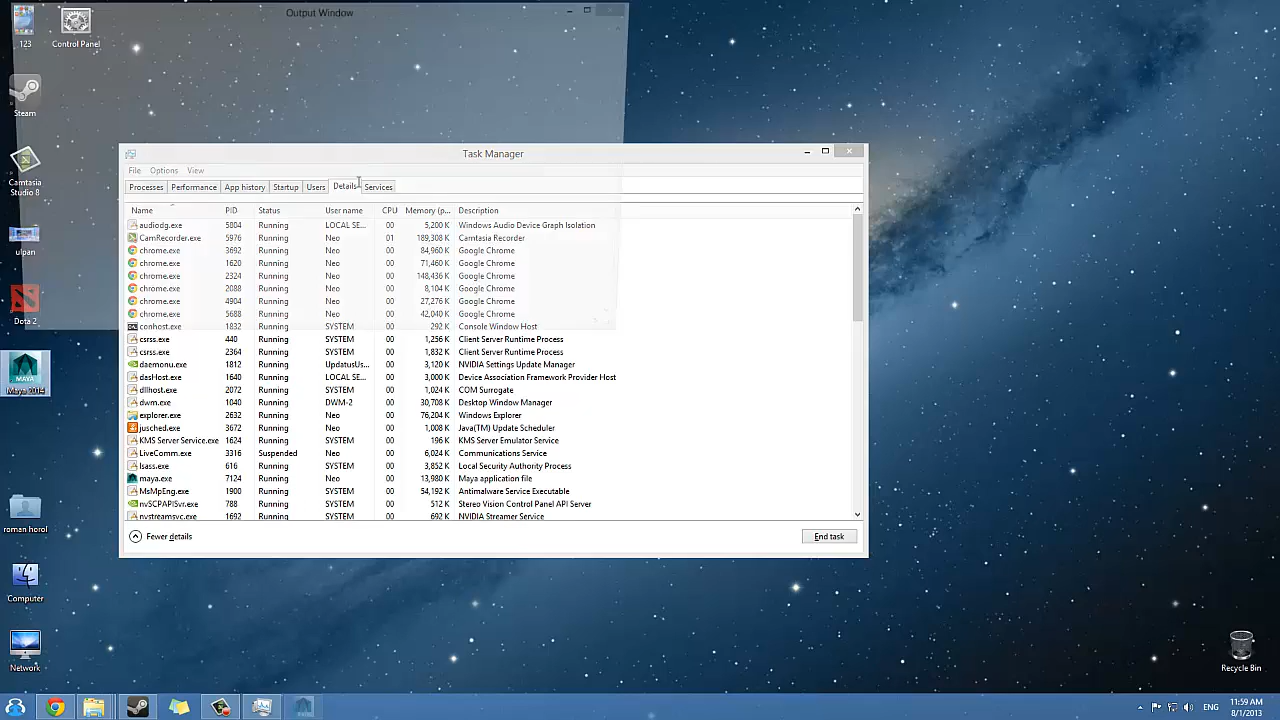 Output Window
123
Control Panel
Steam
Camtasia
Studio 8
ulpan
Dota 2
Maya 2014
roman horol
Computer
Network
Task Manager
File Options View
Processes Performance App history Startup Users Details Services
Name PID Status User name CPU Memory (p... Description
audiodg.exe 5804 Running LOCAL SE... 00 5,200 K Windows Audio Device Graph Isolation
CamRecorder.exe 5976 Running Neo 01 189,308 K Camtasia Recorder
chrome.exe 3692 Running Neo 00 84,960 K Google Chrome
chrome.exe 1620 Running Neo 00 71,460 K Google Chrome
chrome.exe 2324 Running Neo 00 148,436 K Google Chrome
chrome.exe 2088 Running Neo 00 8,104 K Google Chrome
chrome.exe 4904 Running Neo 00 27,276 K Google Chrome
chrome.exe 5688 Running Neo 00 42,040 K Google Chrome
conhost.exe 1832 Running SYSTEM 00 292 K Console Window Host
csrss.exe 440 Running SYSTEM 00 1,256 K Client Server Runtime Process
csrss.exe 2364 Running SYSTEM 00 1,832 K Client Server Runtime Process
daemonu.exe 1812 Running UpdatusUs... 00 3,120 K NVIDIA Settings Update Manager
dasHost.exe 1640 Running LOCAL SE... 00 3,000 K Device Association Framework Provider Host
dllhost.exe 2072 Running SYSTEM 00 1,024 K COM Surrogate
dwm.exe 1040 Running DWM-2 00 30,708 K Desktop Window Manager
explorer.exe 2632 Running Neo 00 76,204 K Windows Explorer
jusched.exe 3672 Running Neo 00 1,008 K Java(TM) Update Scheduler
KMS Server Service.exe 1624 Running SYSTEM 00 196 K KMS Server Emulator Service
LiveComm.exe 3316 Suspended Neo 00 6,024 K Communications Service
lsass.exe 616 Running SYSTEM 00 3,852 K Local Security Authority Process
maya.exe 7124 Running Neo 00 13,980 K Maya application file
MsMpEng.exe 1900 Running SYSTEM 00 54,192 K Antimalware Service Executable
nvSCPAPISvr.exe 788 Running SYSTEM 00 512 K Stereo Vision Control Panel API Server
nvstreamsvc.exe 1692 Running SYSTEM 00 692 K NVIDIA Streamer Service
Fewer details
End task
Recycle Bin
ENG
11:59 AM
8/1/2013